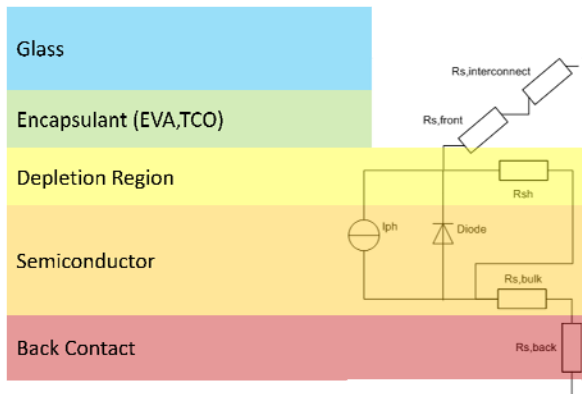 Glass
Rs,interconnect
Encapsulant (EVA,TCO)
Rs,front
Depletion Region
Rsh
Iph
Diode
Semiconductor
Rs,bulk
Back Contact
Rs,back